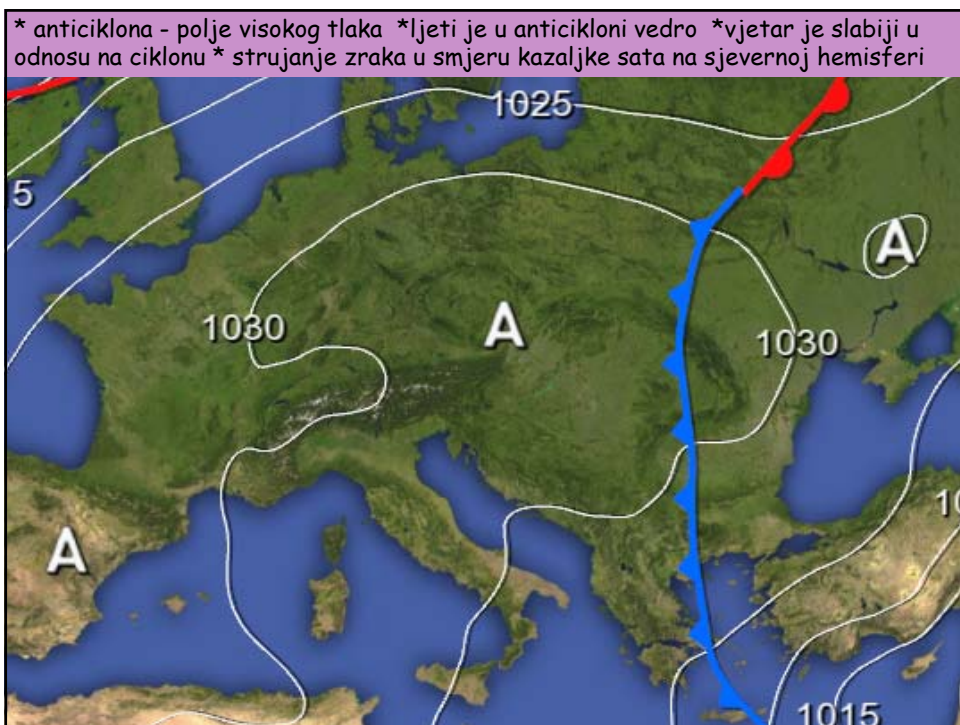 * anticiklona - polje visokog tlaka *ljeti je u anticikloni vedro *vjetar je slabiji u
odnosu na ciklonu * strujanje zraka u smjeru kazaljke sata na sjevernoj hemisferi
1025
5
A
1030
A
1030
A
10
1015